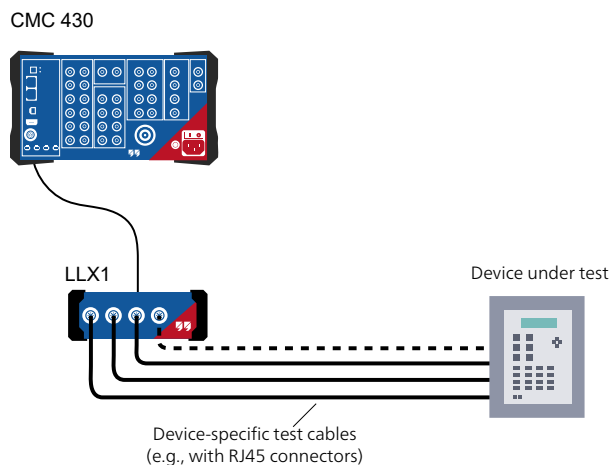 CMC 430
LLX1
Device under test
Device-specific test cables
(e.g., with RJ45 connectors)